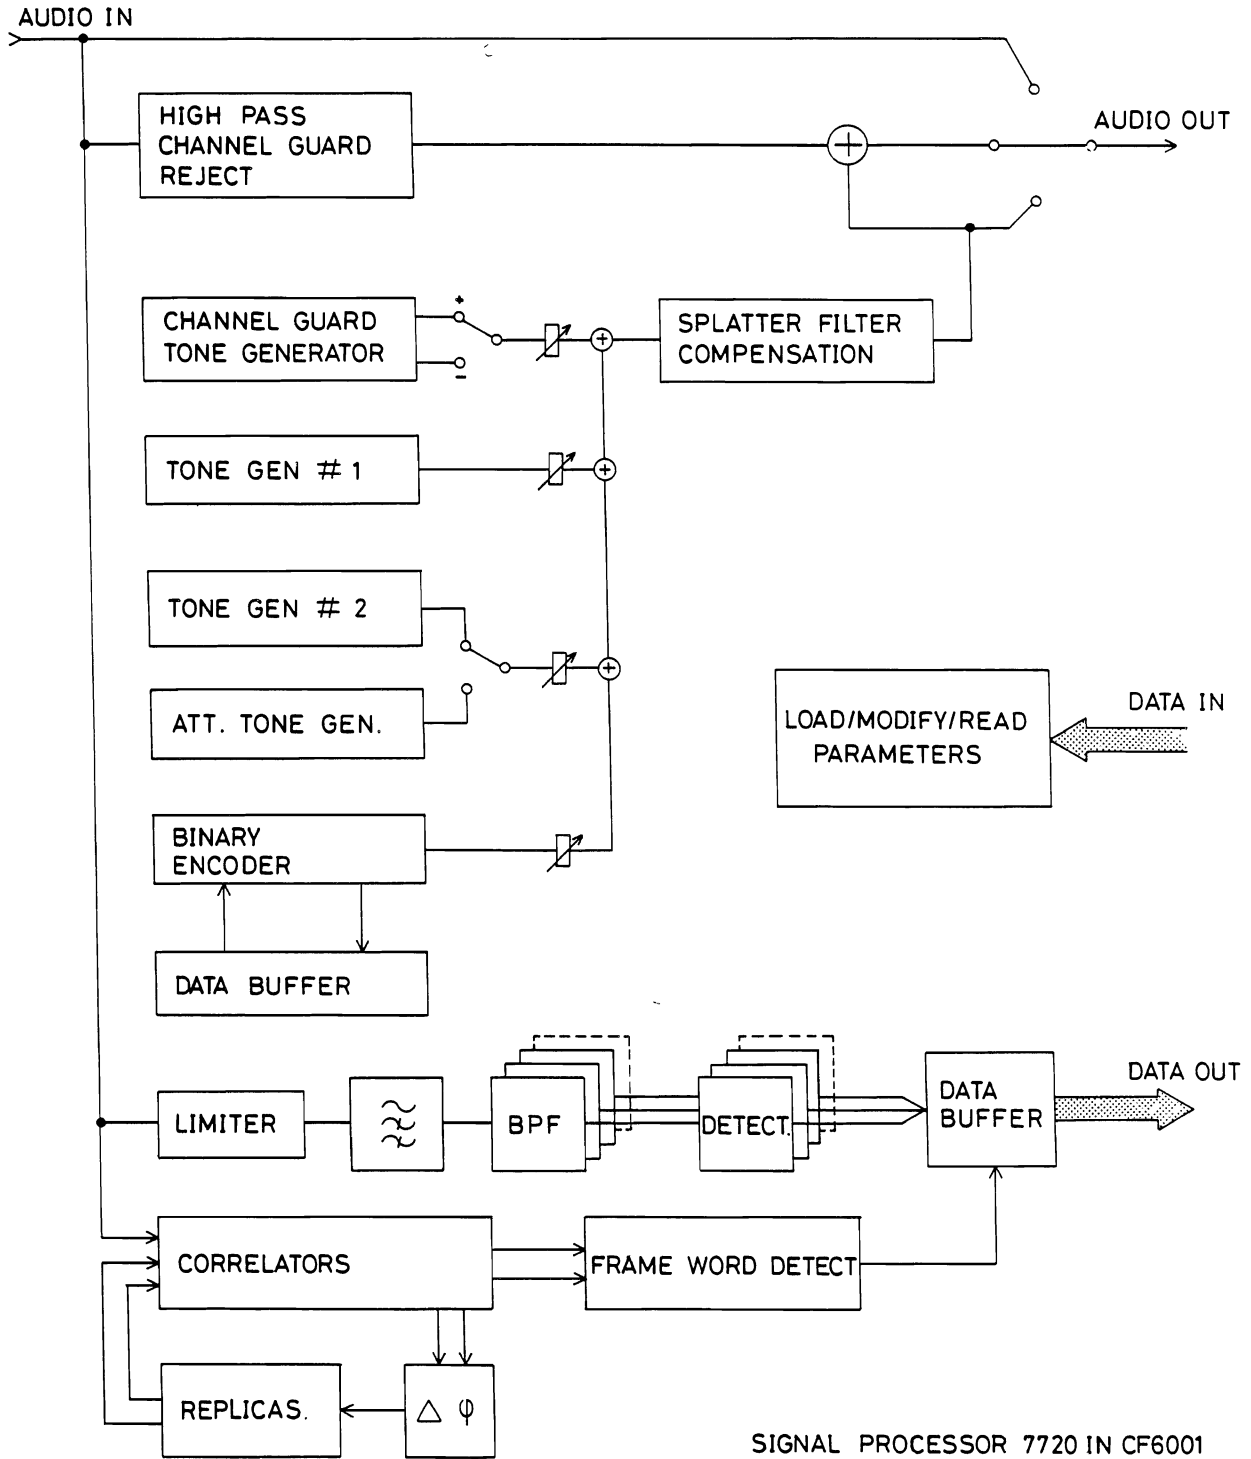 AUDIO IN
HIGH PASS
CHANNEL GUARD
REJECT
+
AUDIO OUT
CHANNEL GUARD
TONE GENERATOR
+
-
+
SPLATTER FILTER
COMPENSATION
TONE GEN # 1
+
TONE GEN # 2
+
ATT. TONE GEN.
LOAD/MODIFY/READ
PARAMETERS
DATA IN
BINARY
ENCODER
DATA BUFFER
LIMITER
BPF
DETECT.
DATA
BUFFER
DATA OUT
CORRELATORS
FRAME WORD DETECT
REPLICAS.
△ φ
SIGNAL PROCESSOR 7720 IN CF6001